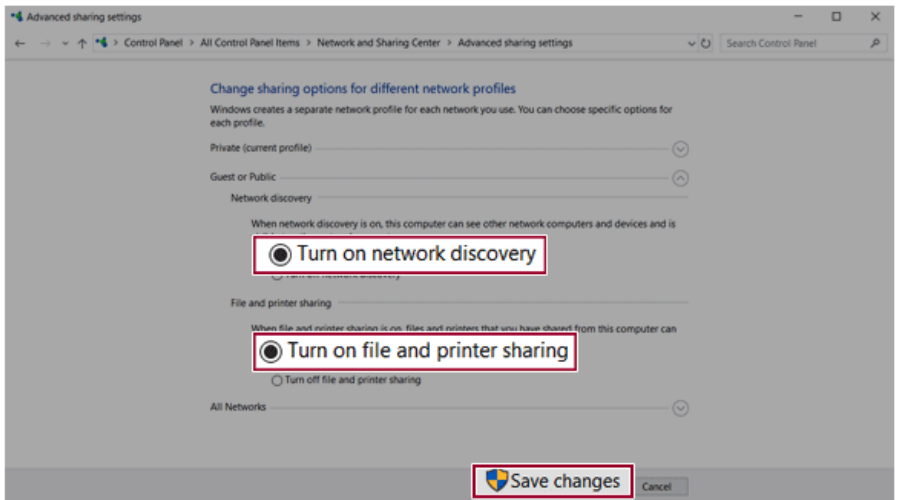 Advanced sharing settings
Control Panel > All Control Panel Items > Network and Sharing Center > Advanced sharing settings
Search Control Panel
Change sharing options for different network profiles
Windows creates a separate network profile for each network you use. You can choose specific options for
each profile.
Private (current profile)
Guest or Public
Network discovery
When network discovery is on, this computer can see other network computers and devices and is
Turn on network discovery
File and printer sharing
When file and printer sharing is on, files and printers that you have shared from this computer can
Turn on file and printer sharing
Turn off file and printer sharing
All Networks
Save changes
Cancel